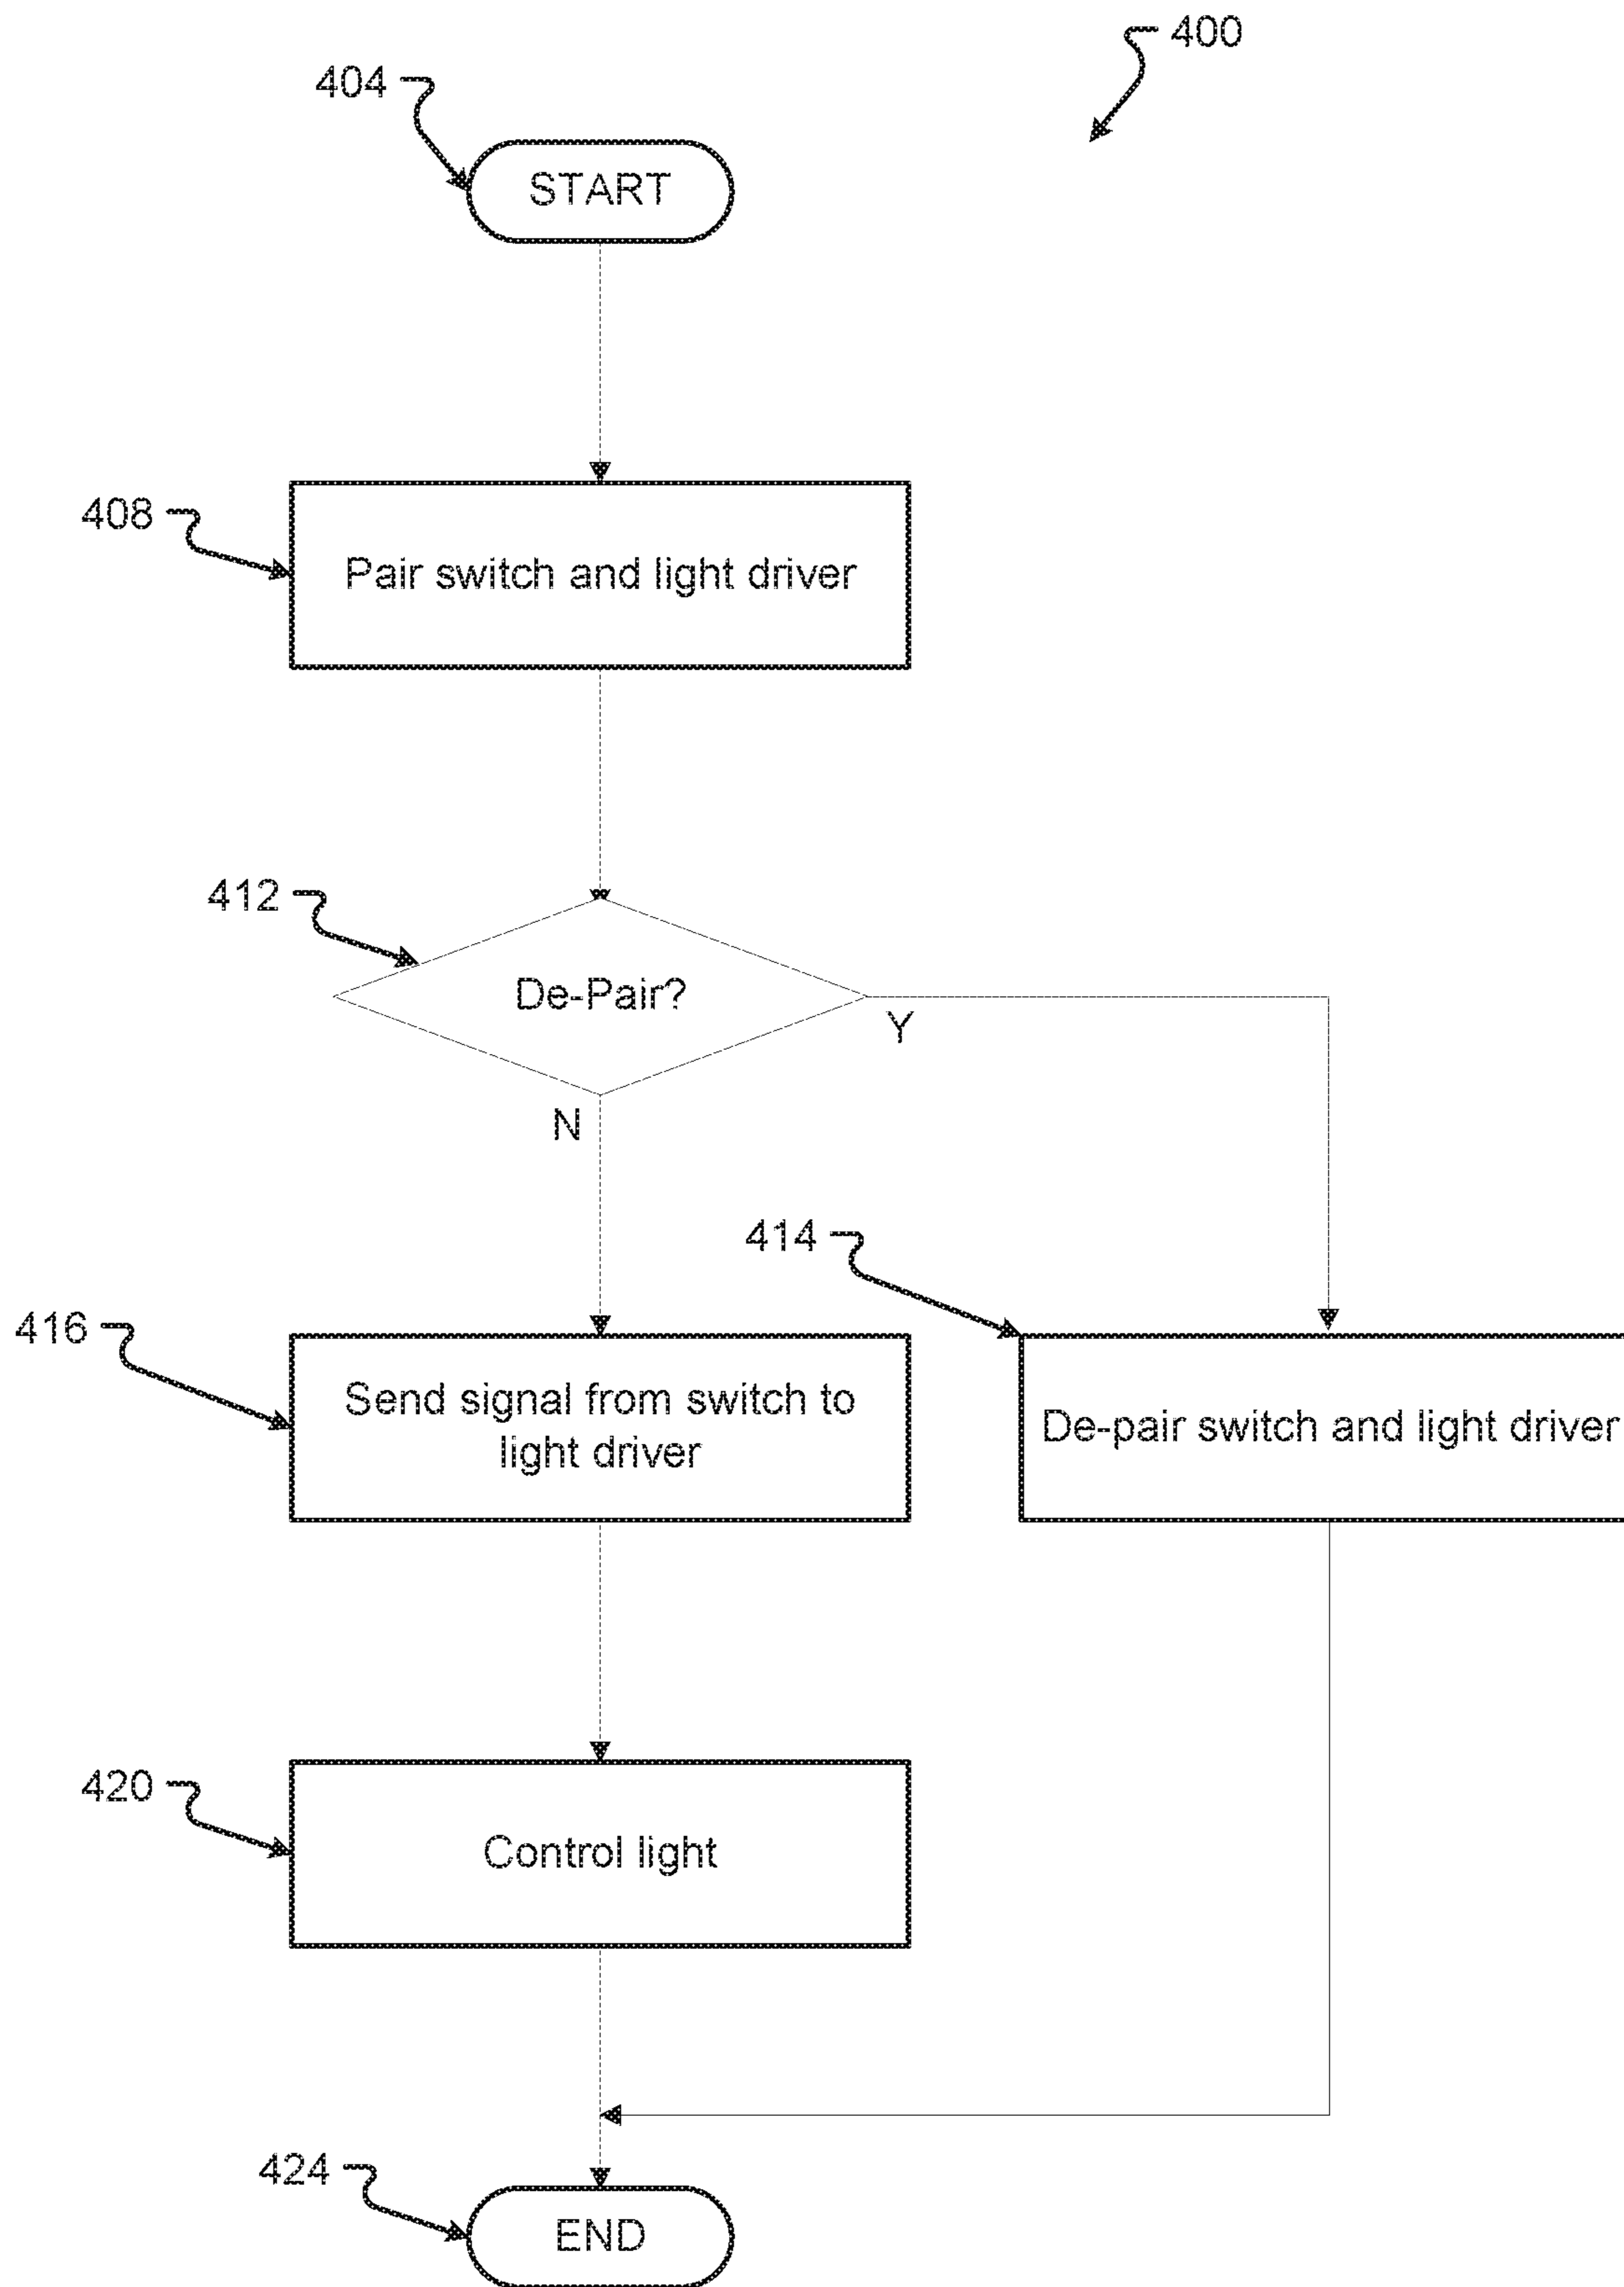 400
404
START
408
Pair switch and light driver
412
De-Pair?
Y
N
414
416
Send signal from switch to
light driver
De-pair switch and light driver
420
Control light
424
END